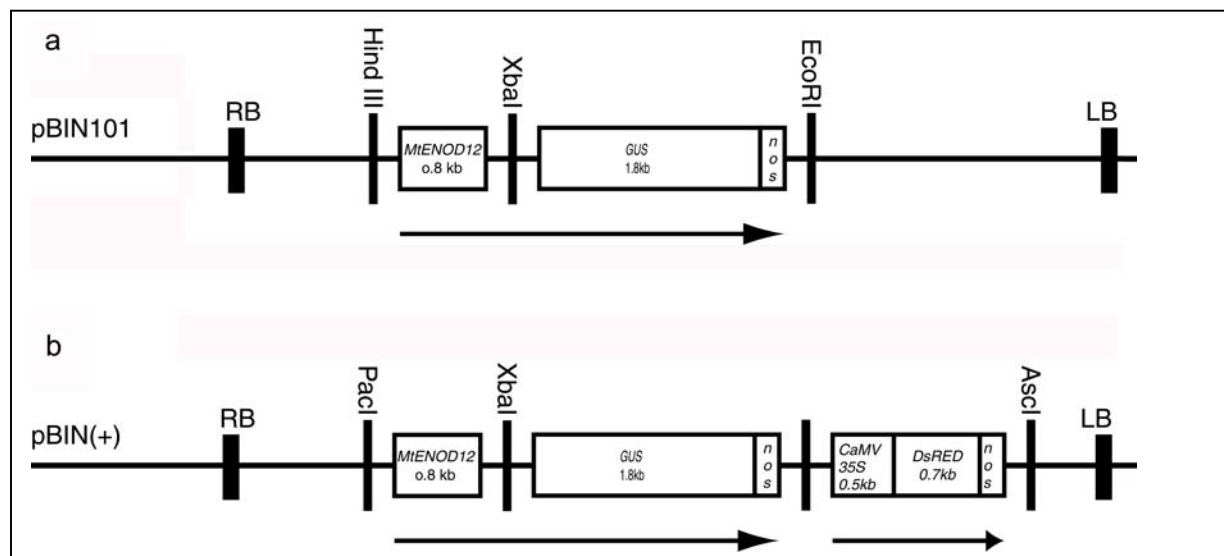 a
pBIN101
RB
Hind III
MtENOD12
o.8 kb
XbaI
GUS
1.8kb
nos
EcoRI
LB
b
pBIN(+)
RB
PacI
MtENOD12
o.8 kb
XbaI
GUS
1.8kb
nos
CaMV
35S
0.5kb
DsRED
0.7kb
nos
AscI
LB